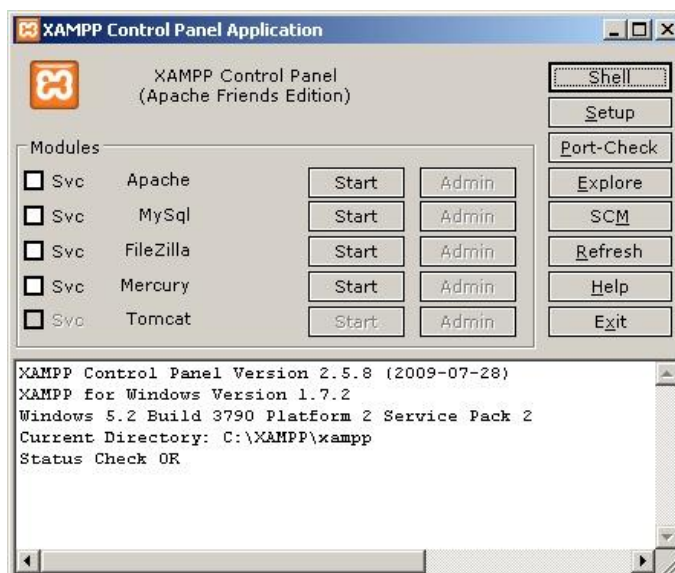 XAMPP Control Panel Application
XAMPP Control Panel
(Apache Friends Edition)
Shell
Setup
Port-Check
Explore
SCM
Refresh
Help
Exit
Modules
Svc Apache Start Admin
Svc MySql Start Admin
Svc FileZilla Start Admin
Svc Mercury Start Admin
Svc Tomcat Start Admin
XAMPP Control Panel Version 2.5.8 (2009-07-28)
XAMPP for Windows Version 1.7.2
Windows 5.2 Build 3790 Platform 2 Service Pack 2
Current Directory: C:\XAMPP\xampp
Status Check OK